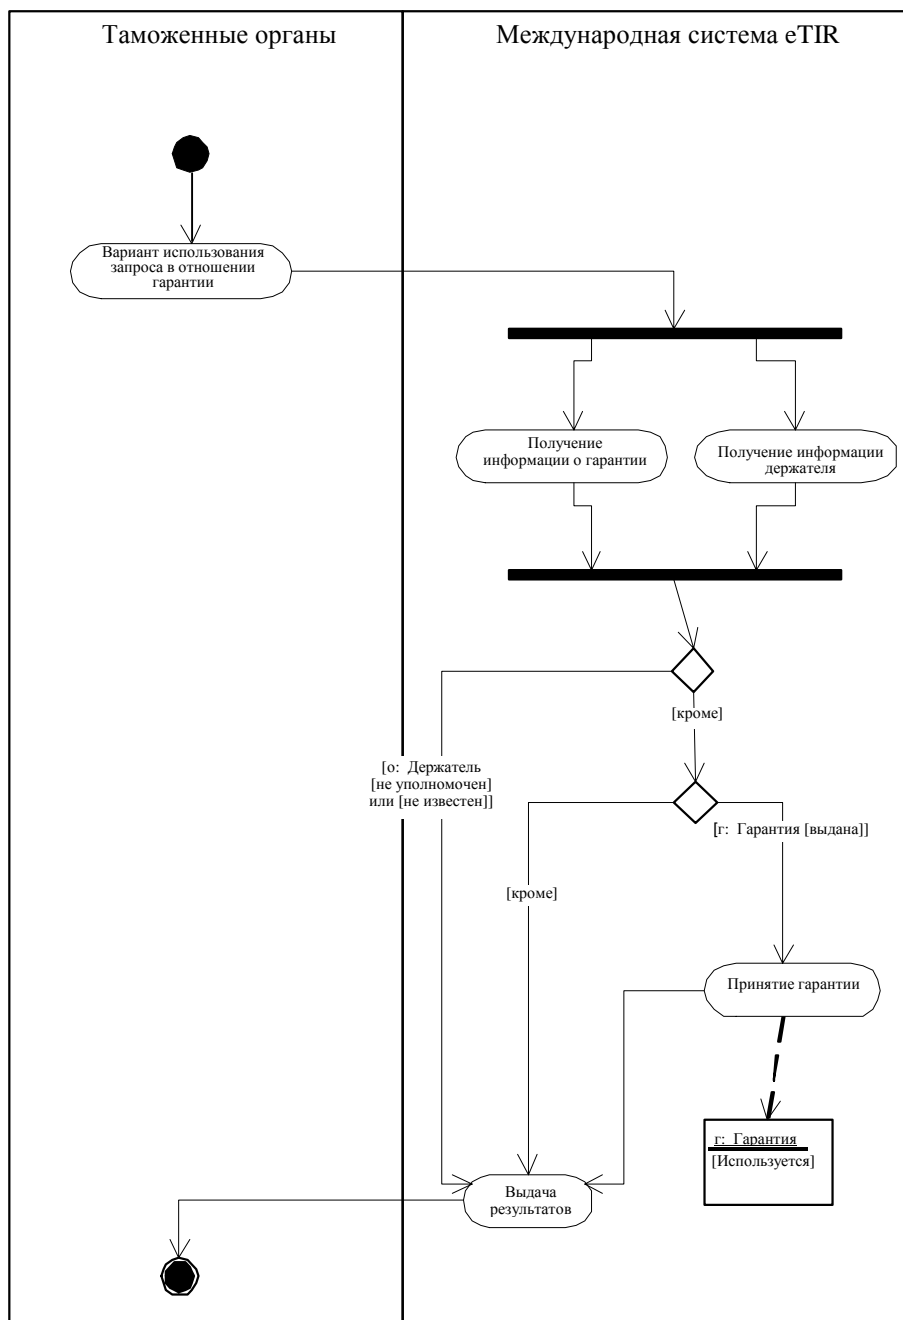 Таможенные органы
Международная система eTIR
Вариант использования
запроса в отношении
гарантии
Получение
информации о гарантии
Получение информации
держателя
[кроме]
[о: Держатель
[не уполномочен]
или [не известен]]
[г: Гарантия [выдана]]
[кроме]
Принятие гарантии
г: Гарантия
[Используется]
Выдача
результатов